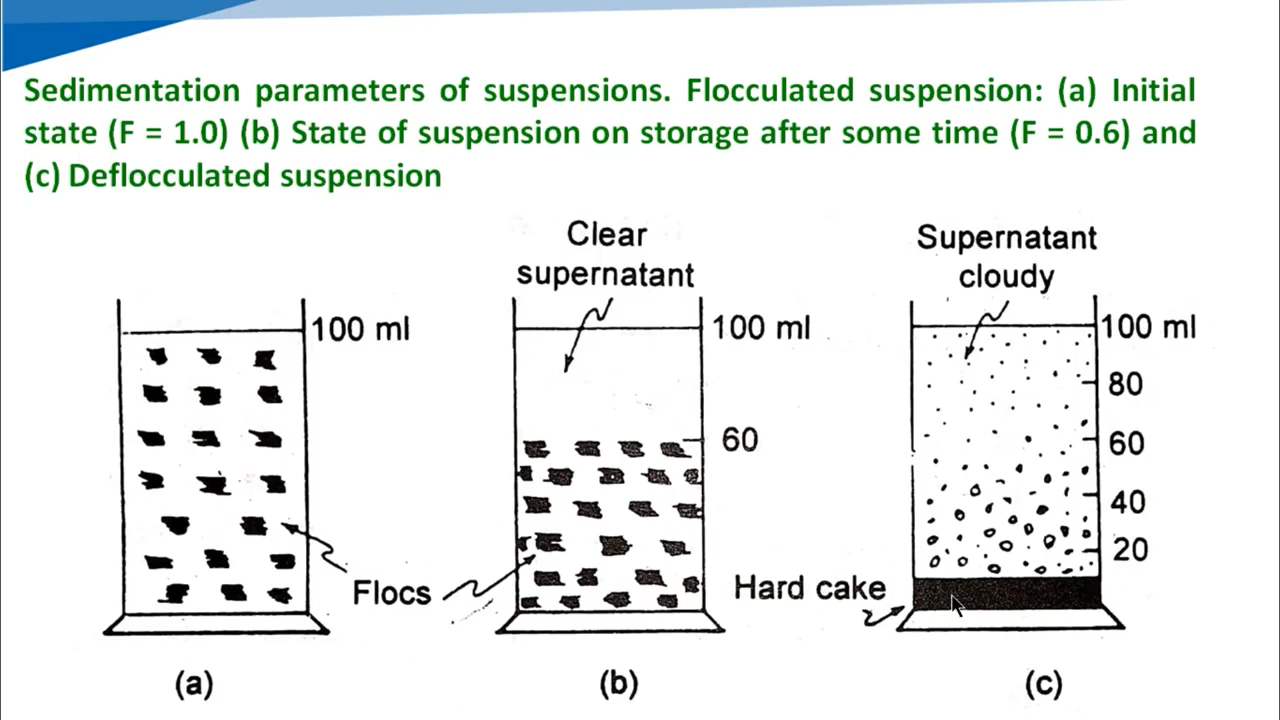 Sedimentation parameters of suspensions. Flocculated suspension: (a) Initial
state (F = 1.0) (b) State of suspension on storage after some time (F = 0.6) and
(c) Deflocculated suspension
Clear
supernatant
Supernatant
cloudy
100 ml
100 ml
100 ml
80
60
60
40
20
Flocs
Hard cake
(a)
(b)
(c)